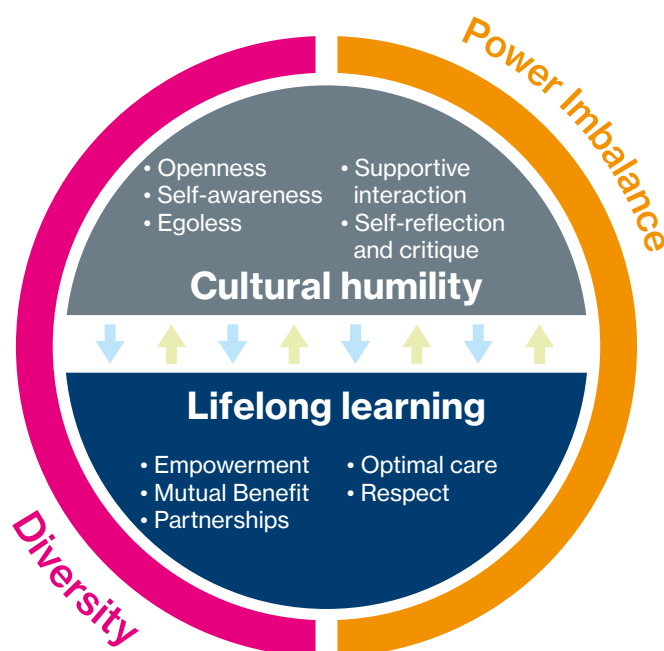 Power Imbalance
• Openness
• Self-awareness
• Egoless
• Supportive
interaction
• Self-reflection
and critique
Cultural humility
Lifelong learning
• Empowerment
• Mutual Benefit
• Partnerships
• Optimal care
• Respect
Diversity